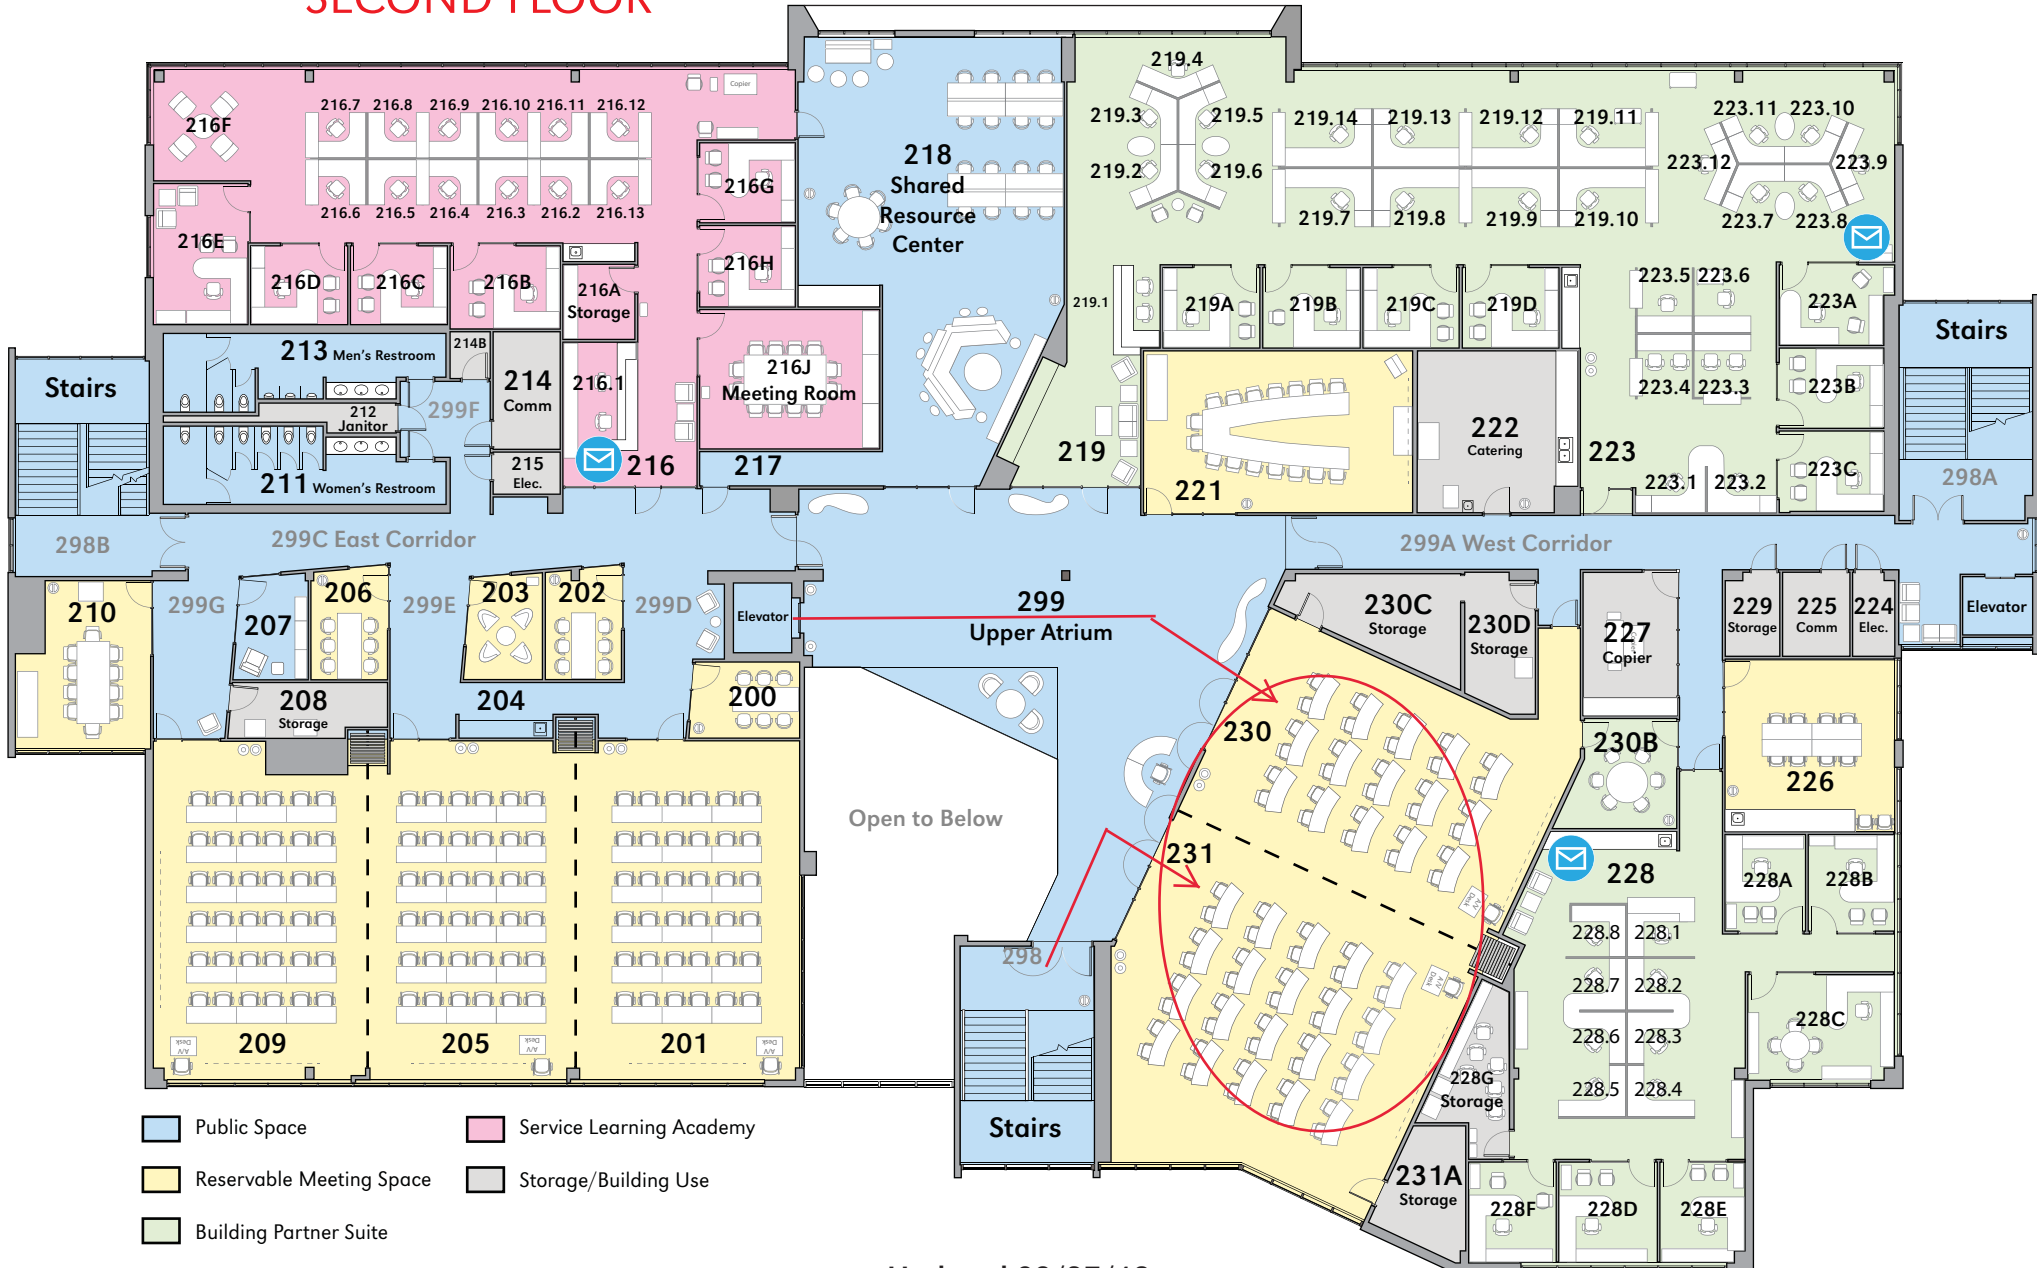 SECOND FLOOR
219.4
Copier
216F
216.7
216.8
216.9
216.10
216.11
216.12
216.6
216.5
216.4
216.3
216.2
216.13
216E
216D
216C
216B
216A
Storage
216G
216H
216J
Meeting Room
216.1
216
217
218
Shared
Resource
Center
219.3
219.5
219.2
219.6
219.14
219.13
219.12
219.11
219.7
219.8
219.9
219.10
219.1
219A
219B
219C
219D
219
223.11
223.10
223.12
223.9
223.7
223.8
223.5
223.6
223.4
223.3
223.1
223.2
223A
223B
223C
223
221
222
Catering
Stairs
298A
Stairs
213 Men's Restroom
214B
214
Comm
212
Janitor
299F
211 Women's Restroom
215
Elec.
298B
299C East Corridor
299A West Corridor
210
299G
207
206
299E
203
202
299D
Elevator
299
Upper Atrium
208
Storage
204
200
230C
Storage
230D
Storage
227
Copier
229
Storage
225
Comm
224
Elec.
Elevator
230
230B
226
Open to Below
231
228
228A
228B
A/V
Desk
A/V
Desk
298
228.8
228.1
228.7
228.2
228.6
228.3
228.5
228.4
228C
209
205
201
A/V
Desk
A/V
Desk
A/V
Desk
228G
Storage
Stairs
231A
Storage
228F
228D
228E
Public Space
Service Learning Academy
Reservable Meeting Space
Storage/Building Use
Building Partner Suite